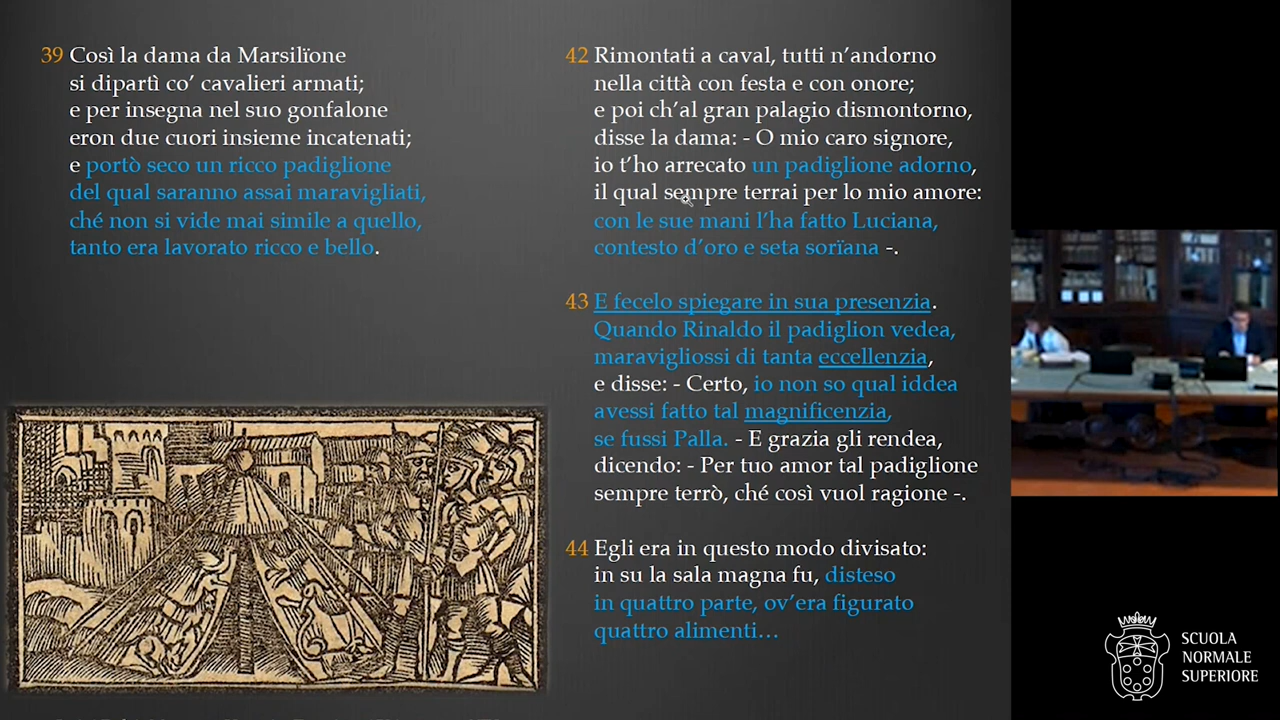 39 Così la dama da Marsilïone
si dipartì co’ cavalieri armati;
e per insegna nel suo gonfalone
eron due cuori insieme incatenati;
e portò seco un ricco padiglione
del qual saranno assai maravigliati,
ché non si vide mai simile a quello,
tanto era lavorato ricco e bello.
42 Rimontati a caval, tutti n’andorno
nella città con festa e con onore;
e poi ch’al gran palagio dismontorno,
disse la dama: - O mio caro signore,
io t’ho arrecato un padiglione adorno,
il qual sempre terrai per lo mio amore:
con le sue mani l’ha fatto Luciana,
contesto d’oro e seta sorïana -.
43 E fecelo spiegare in sua presenzia.
Quando Rinaldo il padiglion vedea,
maravigliossi di tanta eccellenzia,
e disse: - Certo, io non so qual iddea
avessi fatto tal magnificenzia,
se fussi Palla. - E grazia gli rendea,
dicendo: - Per tuo amor tal padiglione
sempre terrò, ché così vuol ragione -.
44 Egli era in questo modo divisato:
in su la sala magna fu, disteso
in quattro parte, ov’era figurato
quattro alimenti…
SCUOLA
NORMALE
SUPERIORE